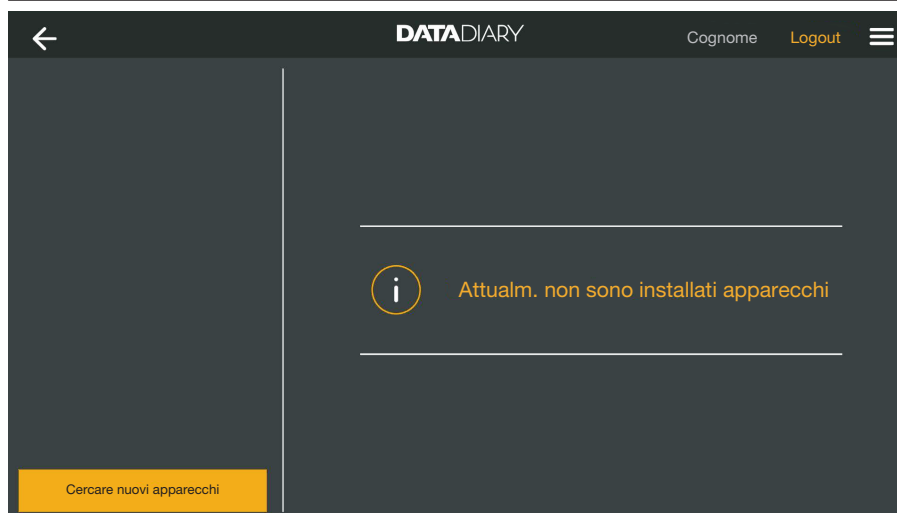 DATADIARY
Cognome
Logout
Attualm. non sono installati apparecchi
Cercare nuovi apparecchi